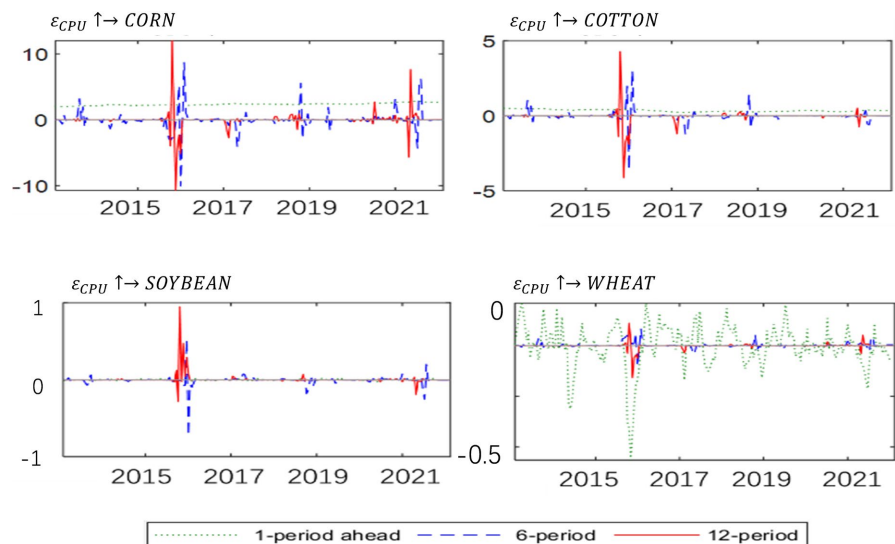 ε_CPU ↑→ CORN
10
0
-10
2015 2017 2019 2021
ε_CPU ↑→ COTTON
5
0
-5
2015 2017 2019 2021
ε_CPU ↑→ SOYBEAN
1
0
-1
2015 2017 2019 2021
ε_CPU ↑→ WHEAT
0
-0.5
2015 2017 2019 2021
1-period ahead 6-period 12-period